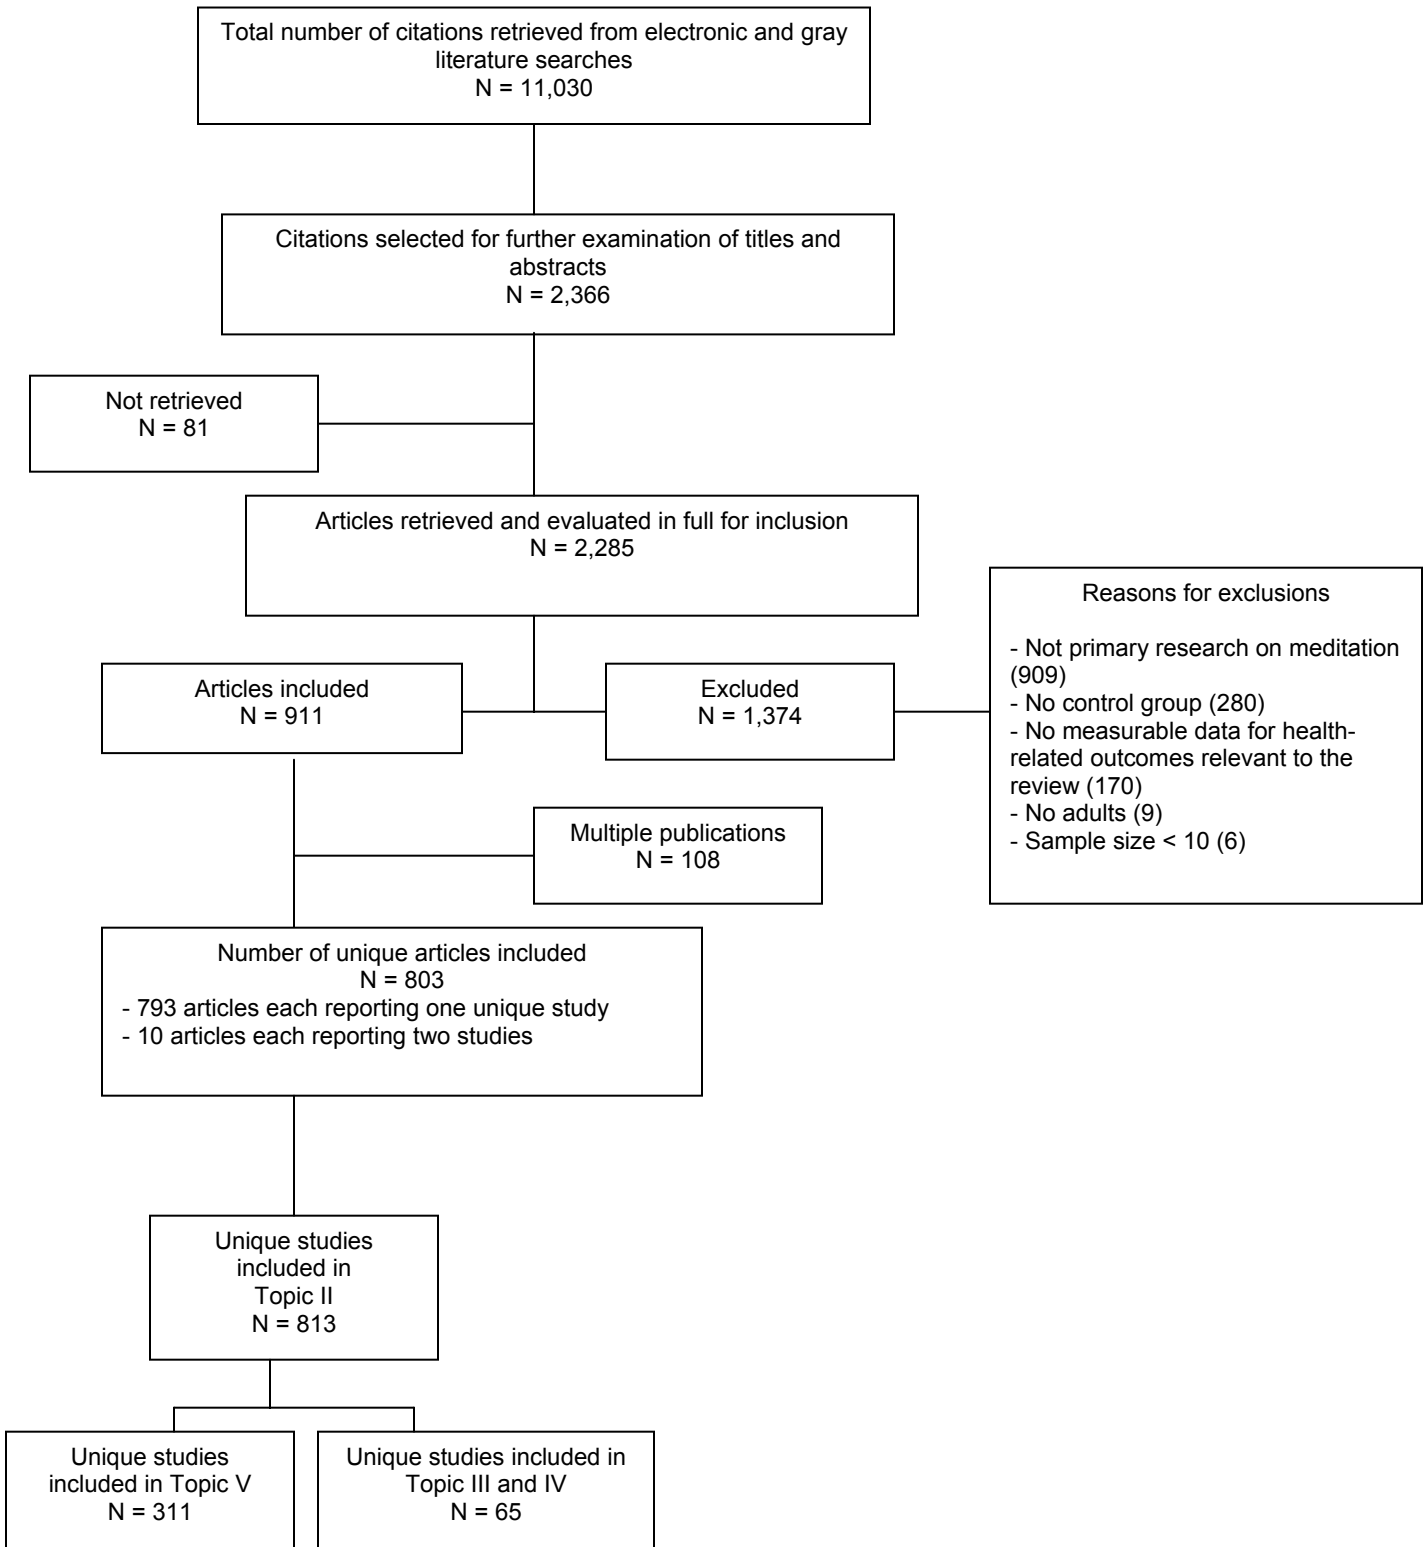 Total number of citations retrieved from electronic and gray
literature searches
N = 11,030
Citations selected for further examination of titles and
abstracts
N = 2,366
Not retrieved
N = 81
Articles retrieved and evaluated in full for inclusion
N = 2,285
Reasons for exclusions
- Not primary research on meditation
(909)
- No control group (280)
- No measurable data for health-
related outcomes relevant to the
review (170)
- No adults (9)
- Sample size < 10 (6)
Articles included
N = 911
Excluded
N = 1,374
Multiple publications
N = 108
Number of unique articles included
N = 803
- 793 articles each reporting one unique study
- 10 articles each reporting two studies
Unique studies
included in
Topic II
N = 813
Unique studies
included in Topic V
N = 311
Unique studies included in
Topic III and IV
N = 65